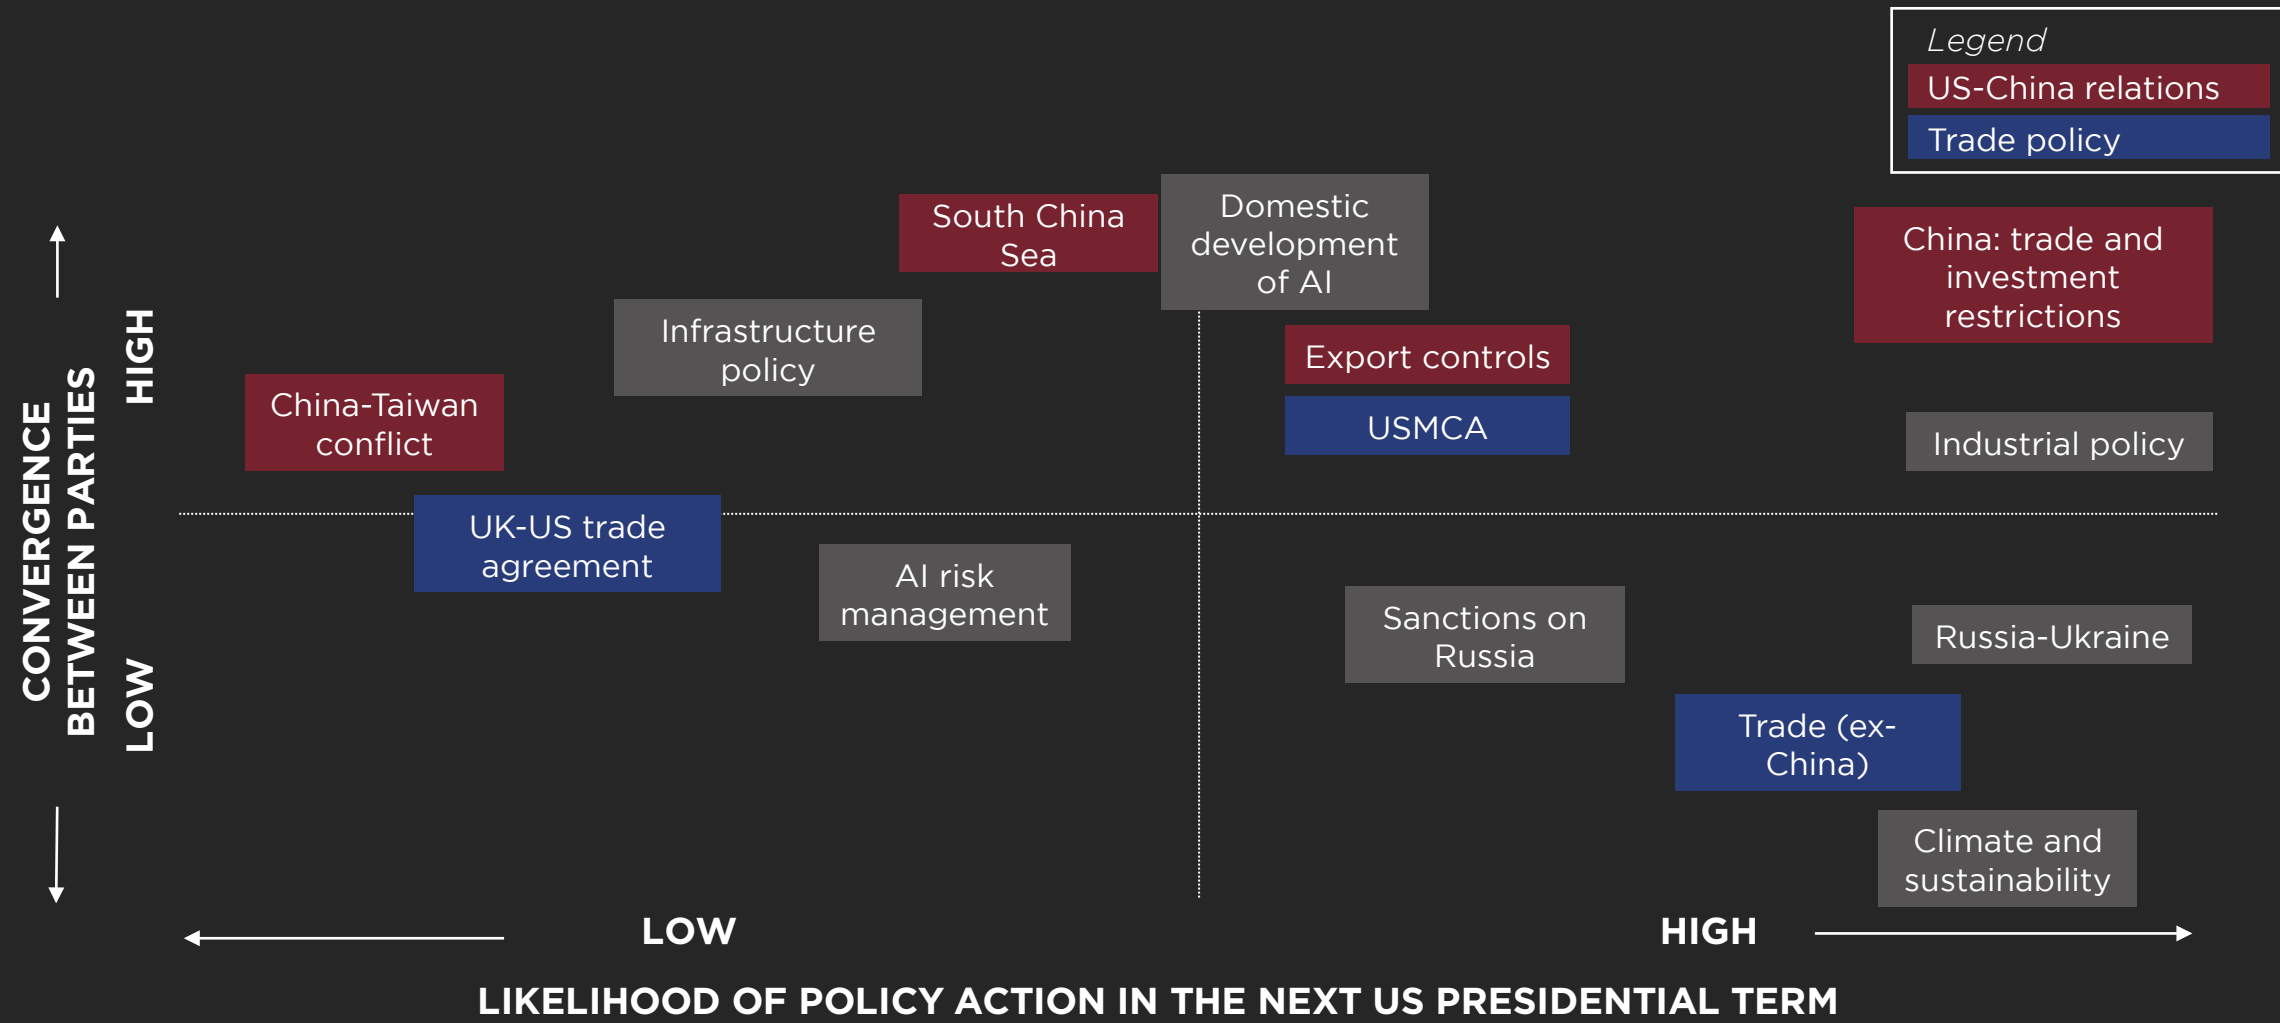 Legend
US-China relations
Trade policy
South China
Sea
Domestic
development
of AI
China: trade and
investment
restrictions
Infrastructure
policy
Export controls
China-Taiwan
conflict
USMCA
Industrial policy
UK-US trade
agreement
AI risk
management
Sanctions on
Russia
Russia-Ukraine
Trade (ex-
China)
Climate and
sustainability
CONVERGENCE
BETWEEN PARTIES
HIGH
LOW
LOW
HIGH
LIKELIHOOD OF POLICY ACTION IN THE NEXT US PRESIDENTIAL TERM